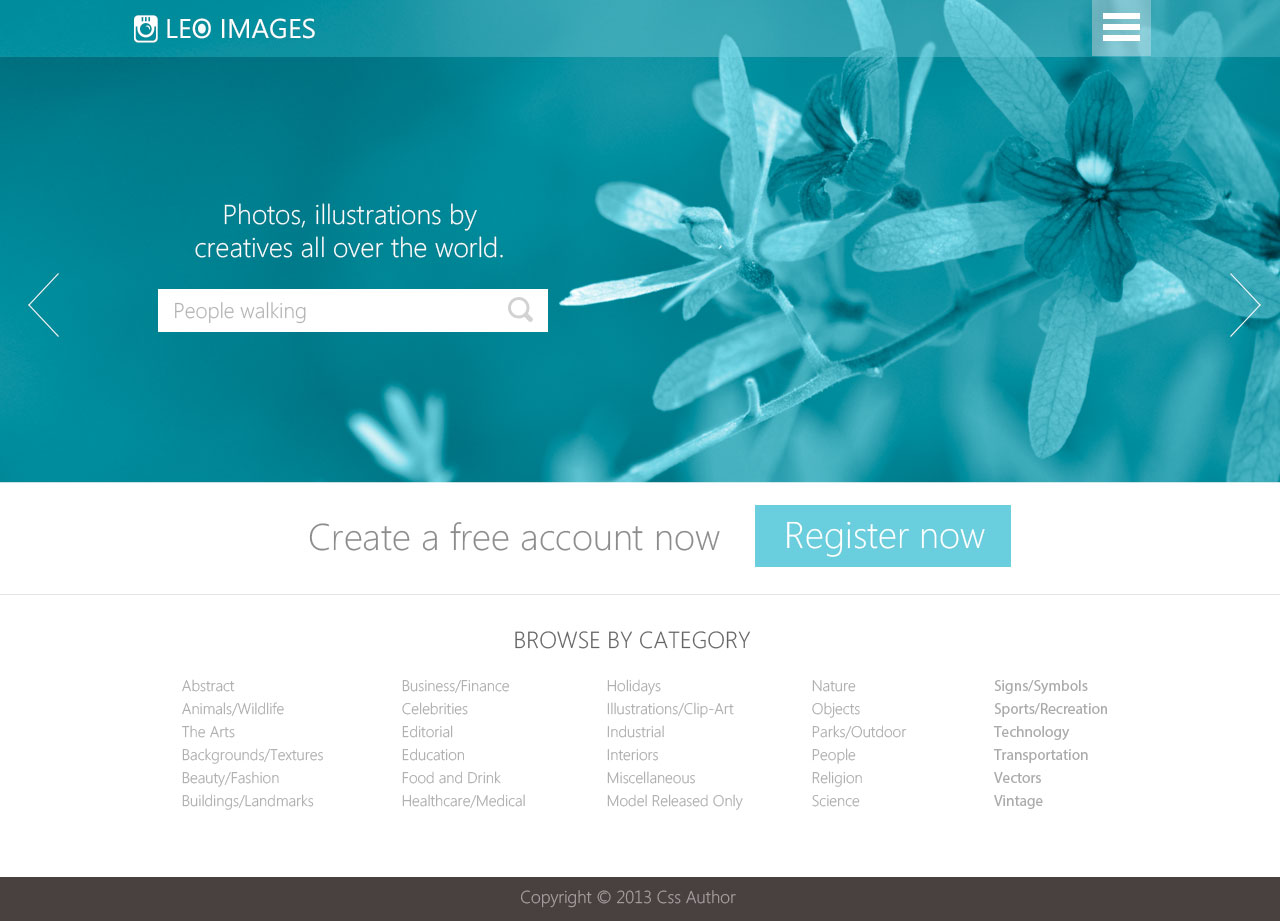 LEO IMAGES
Photos, illustrations by
creatives all over the world.
People walking
Create a free account now
Register now
BROWSE BY CATEGORY
Abstract
Animals/Wildlife
The Arts
Backgrounds/Textures
Beauty/Fashion
Buildings/Landmarks
Business/Finance
Celebrities
Editorial
Education
Food and Drink
Healthcare/Medical
Holidays
Illustrations/Clip-Art
Industrial
Interiors
Miscellaneous
Model Released Only
Nature
Objects
Parks/Outdoor
People
Religion
Science
Signs/Symbols
Sports/Recreation
Technology
Transportation
Vectors
Vintage
Copyright © 2013 Css Author